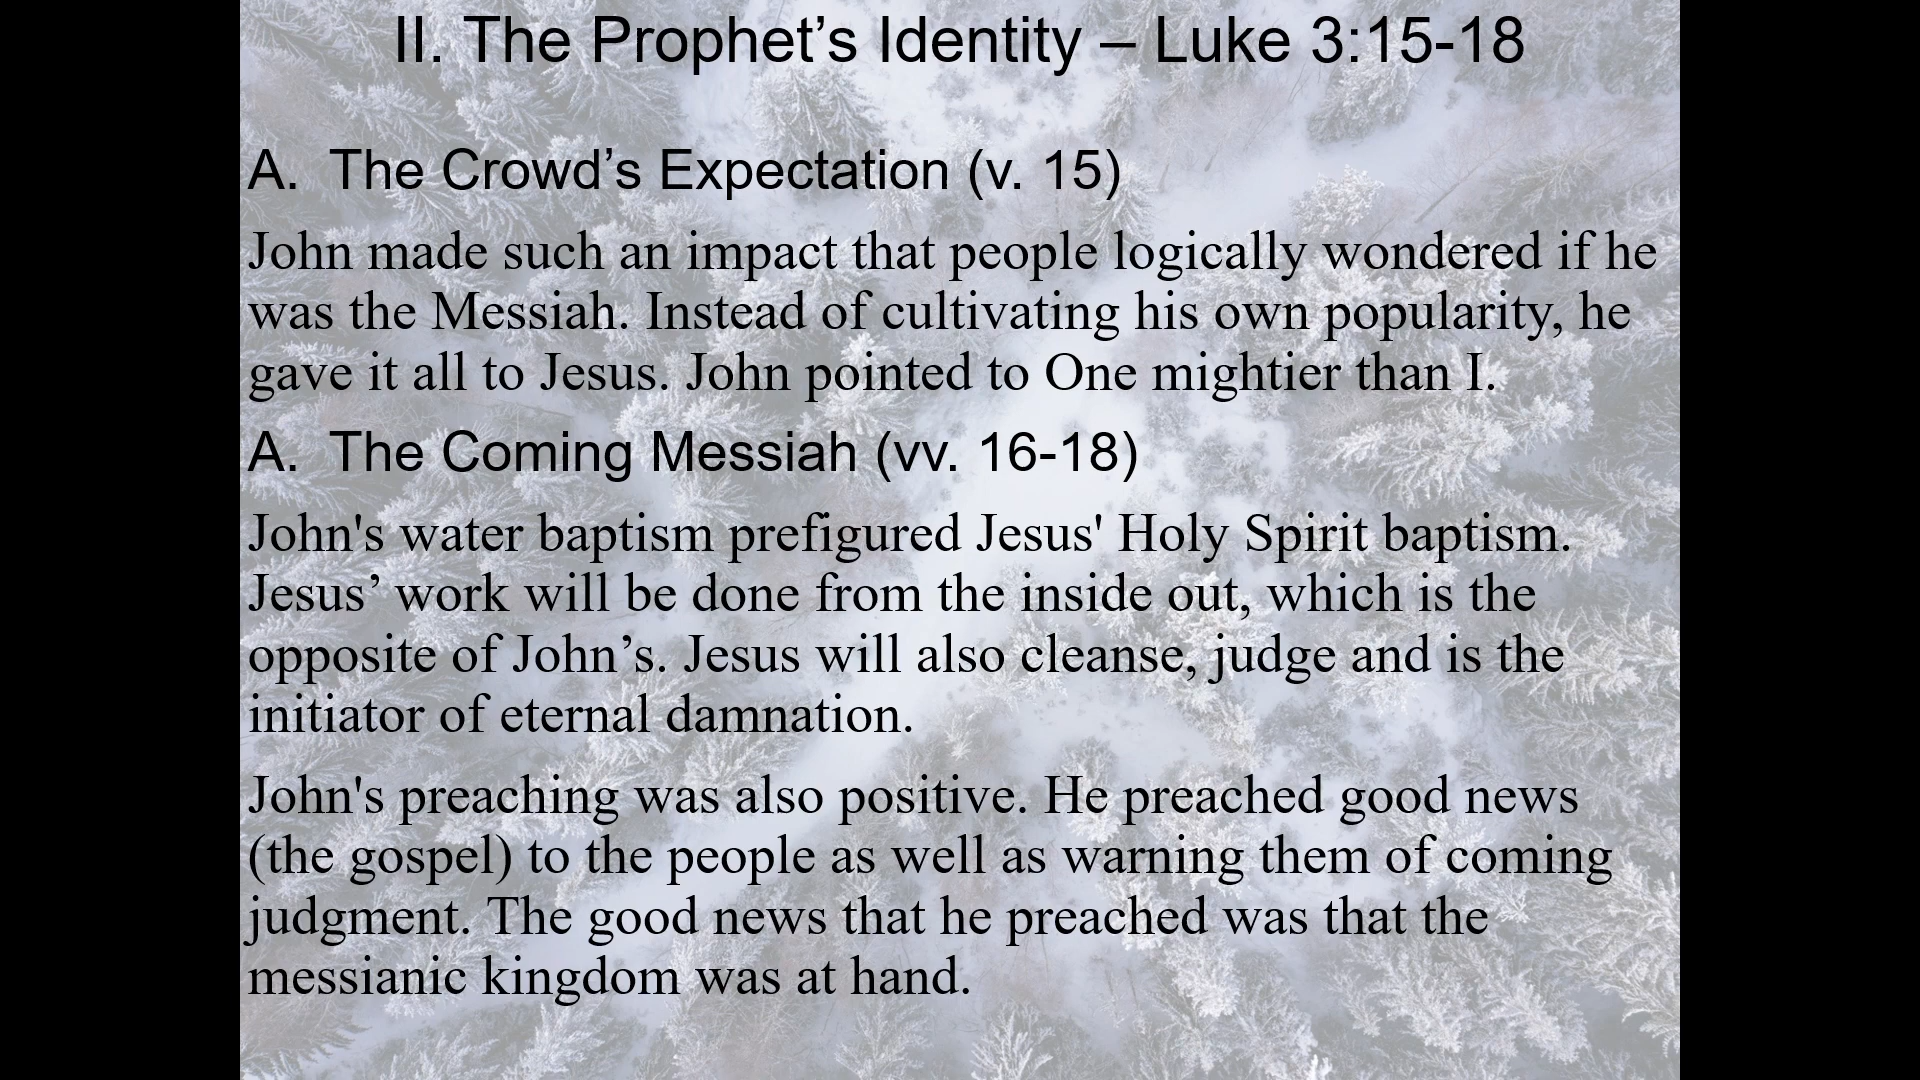 II. The Prophet’s Identity – Luke 3:15-18
A. The Crowd’s Expectation (v. 15)
John made such an impact that people logically wondered if he
was the Messiah. Instead of cultivating his own popularity, he
gave it all to Jesus. John pointed to One mightier than I.
A. The Coming Messiah (vv. 16-18)
John's water baptism prefigured Jesus' Holy Spirit baptism.
Jesus’ work will be done from the inside out, which is the
opposite of John’s. Jesus will also cleanse, judge and is the
initiator of eternal damnation.
John's preaching was also positive. He preached good news
(the gospel) to the people as well as warning them of coming
judgment. The good news that he preached was that the
messianic kingdom was at hand.